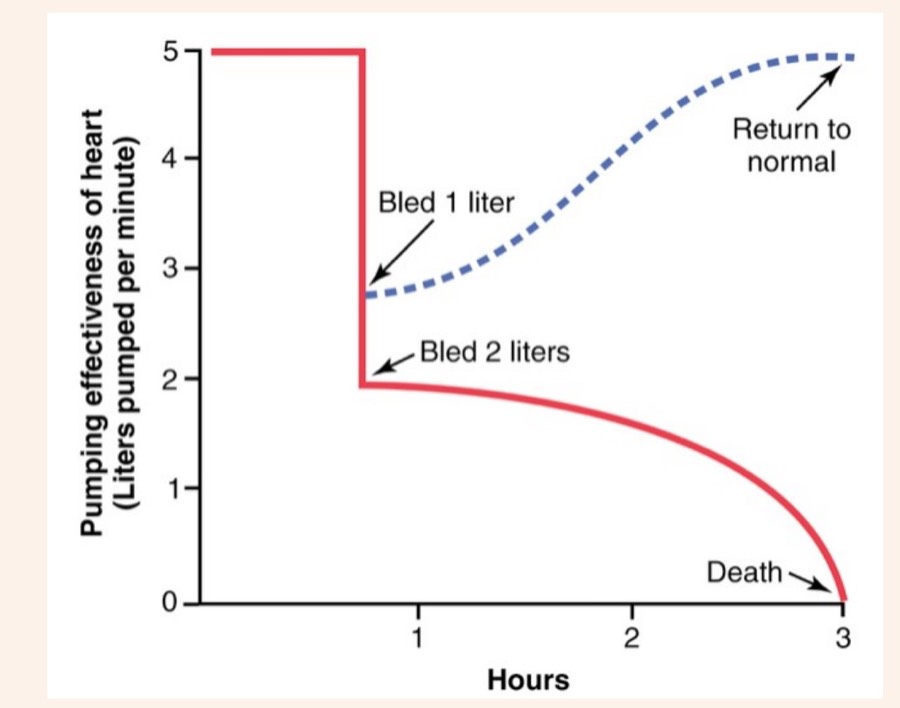 Pumping effectiveness of heart
(Liters pumped per minute)
5
4
3
2
1
0
Bled 1 liter
Bled 2 liters
Return to
normal
Death
1
2
3
Hours